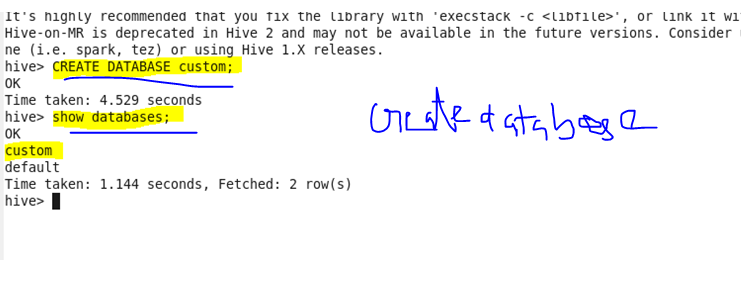 It's highly recommended that you fix the library with 'execstack -c <libfile>', or link it wi
Hive-on-MR is deprecated in Hive 2 and may not be available in the future versions. Consider
ne (i.e. spark, tez) or using Hive 1.X releases.
hive> CREATE DATABASE custom;
OK
Time taken: 4.529 seconds
hive> show databases;
OK
custom
default
Time taken: 1.144 seconds, Fetched: 2 row(s)
hive>
Create database